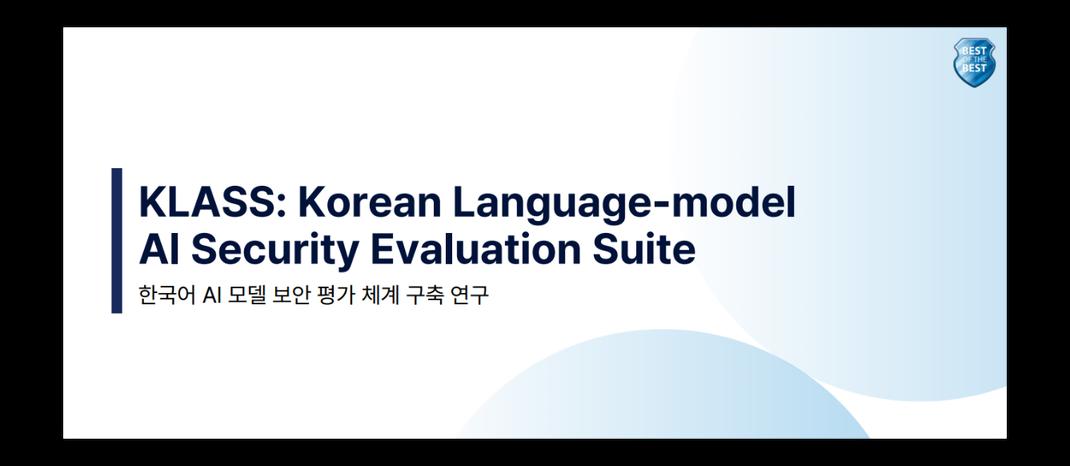 BEST
OF THE
BEST
KLASS: Korean Language-model
AI Security Evaluation Suite
한국어 AI 모델 보안 평가 체계 구축 연구